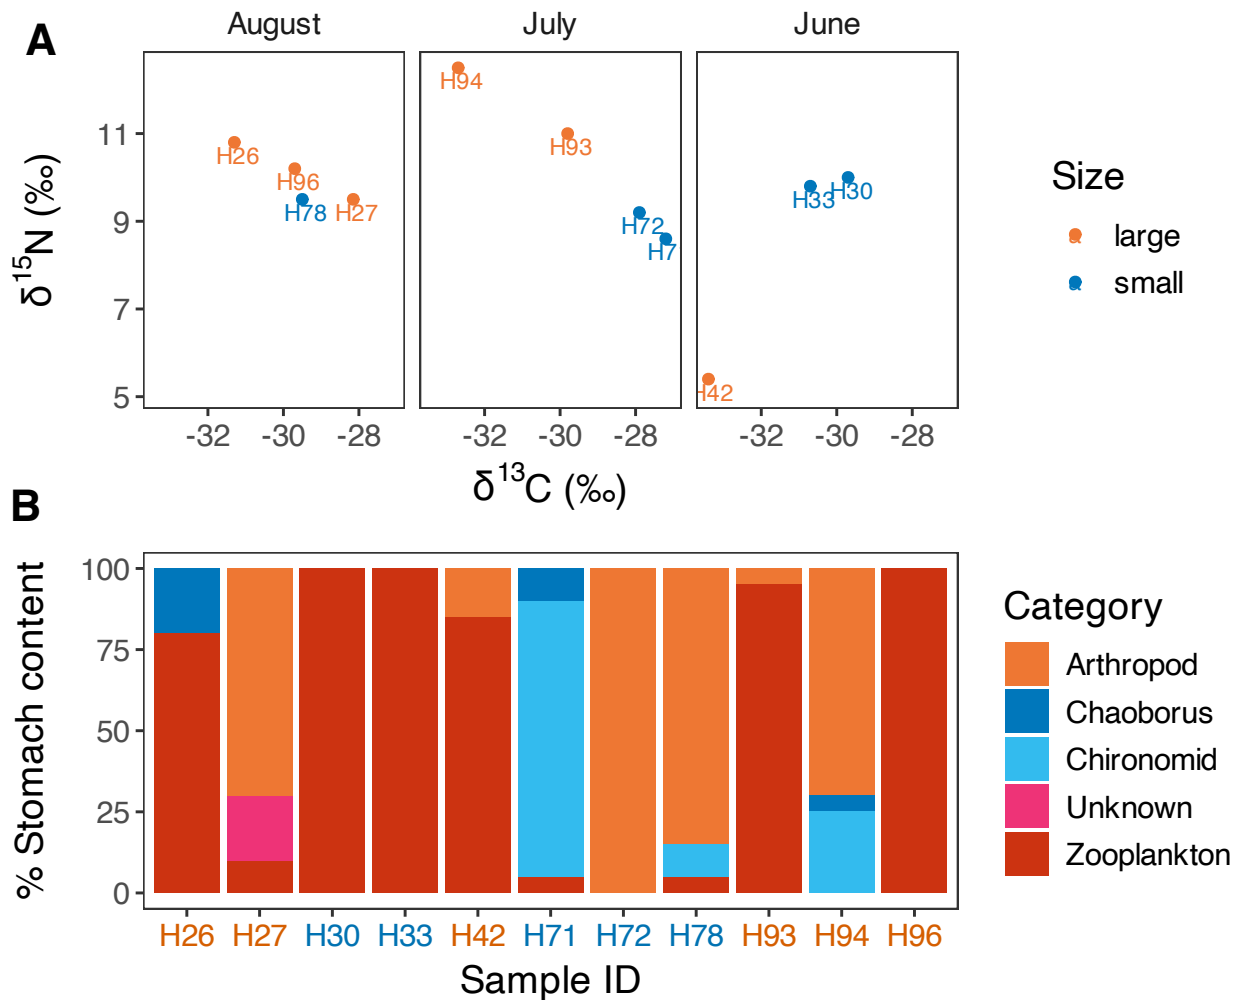 A
August
July
June
δ15N (‰)
11
9
7
5
H26
H96
H78
H27
H94
H93
H72
H7
H33
H30
H42
-32
-30
-28
-32
-30
-28
-32
-30
-28
δ13C (‰)
Size
large
small
B
% Stomach content
100
75
50
25
0
H26
H27
H30
H33
H42
H71
H72
H78
H93
H94
H96
Sample ID
Category
Arthropod
Chaoborus
Chironomid
Unknown
Zooplankton